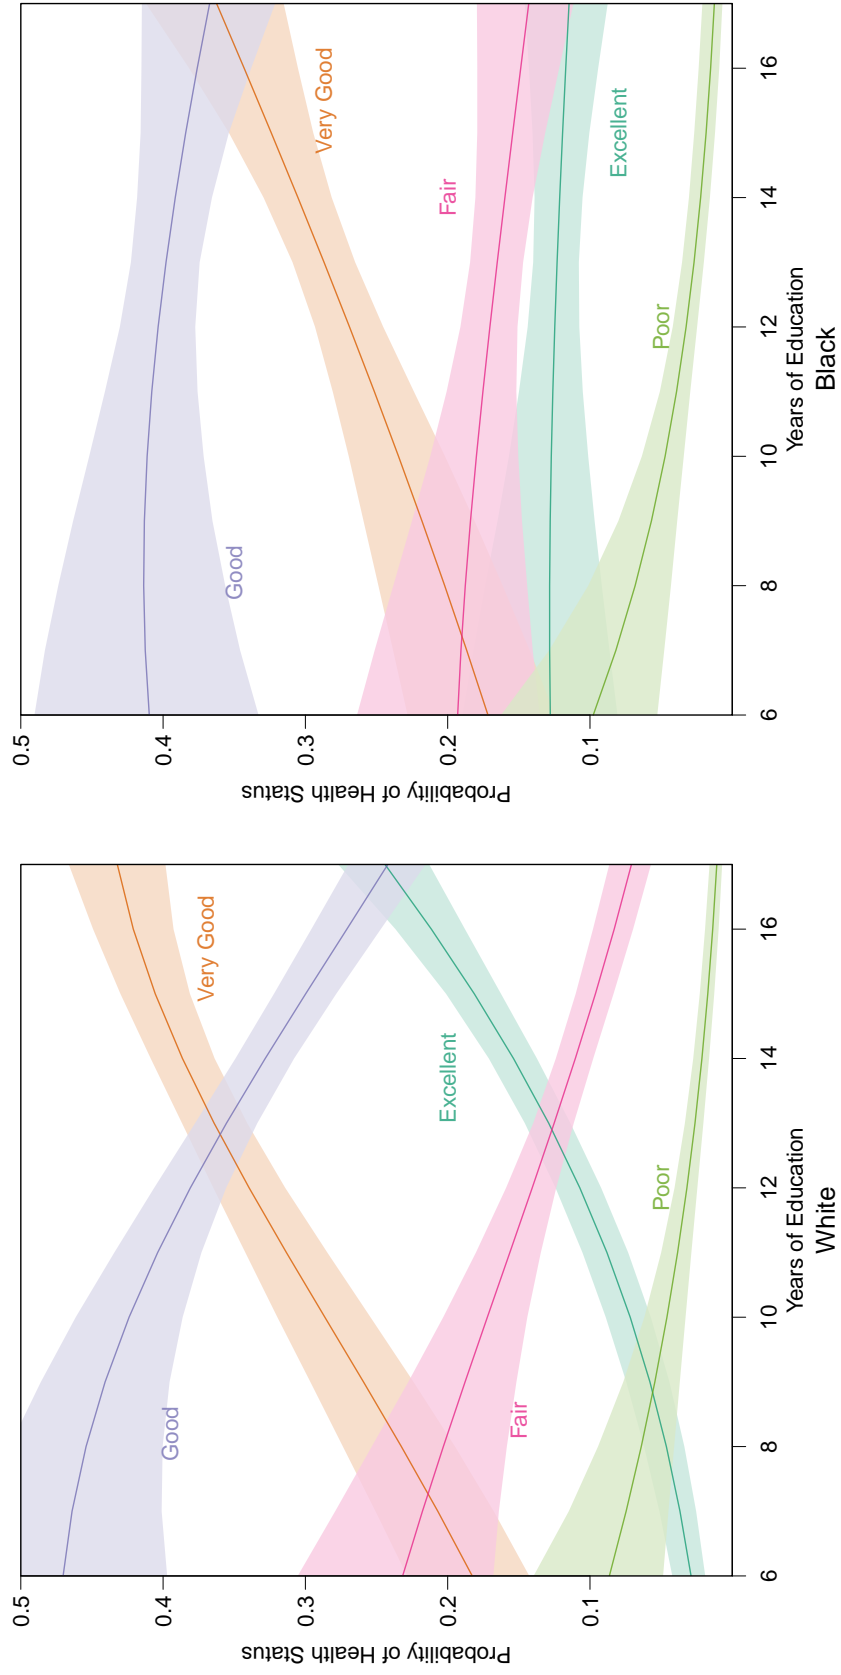 Probability of Health Status
0.5
0.4
0.3
0.2
0.1
Good
Very Good
Fair
Excellent
Poor
6
8
10
12
14
16
Years of Education
White
Probability of Health Status
0.5
0.4
0.3
0.2
0.1
Good
Very Good
Fair
Excellent
Poor
6
8
10
12
14
16
Years of Education
Black